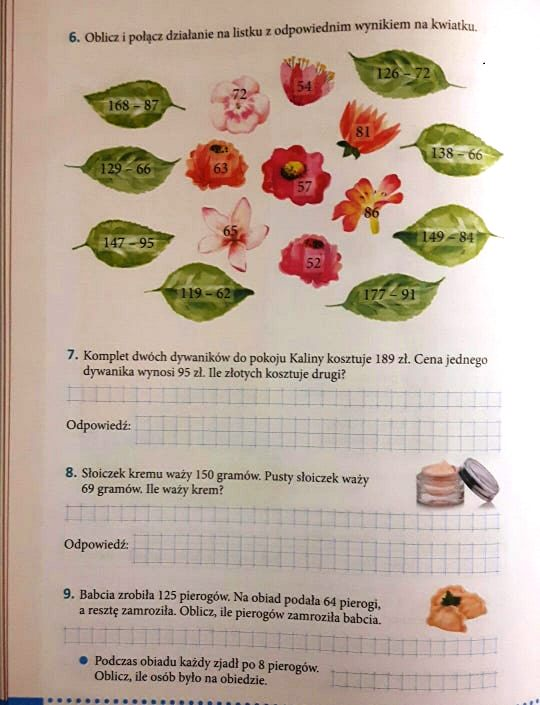 6. Oblicz i połącz działanie na listku z odpowiednim wynikiem na kwiatku.
168 – 87
72
54
126 – 72
81
129 – 66
63
57
138 – 66
86
147 – 95
65
52
149 – 84
119 – 62
177 – 91
7. Komplet dwóch dywaników do pokoju Kaliny kosztuje 189 zł. Cena jednego
dywanika wynosi 95 zł. Ile złotych kosztuje drugi?
Odpowiedź:
8. Słoiczek kremu waży 150 gramów. Pusty słoiczek waży
69 gramów. Ile waży krem?
Odpowiedź:
9. Babcia zrobiła 125 pierogów. Na obiad podała 64 pierogi,
a resztę zamroziła. Oblicz, ile pierogów zamroziła babcia.
● Podczas obiadu każdy zjadł po 8 pierogów.
Oblicz, ile osób było na obiedzie.